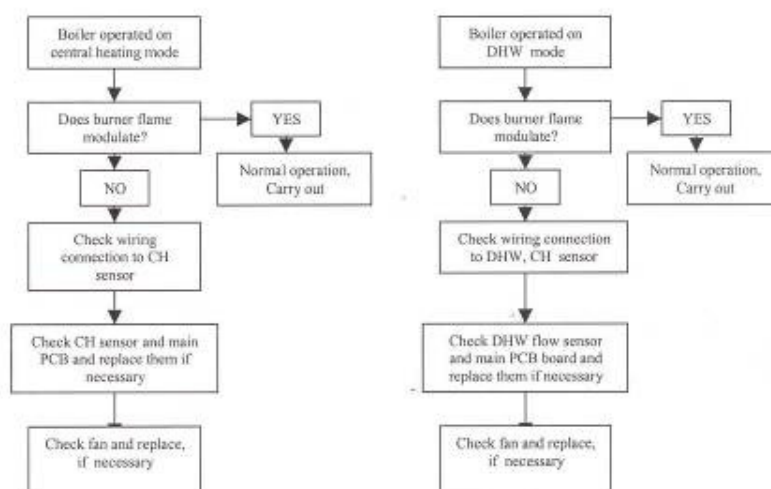 Boiler operated on
central heating mode
Does burner flame
modulate?
YES
NO
Normal operation,
Carry out
Check wiring
connection to CH
sensor
Check CH sensor and main
PCB and replace them if
necessary
Check fan and replace,
if necessary
Boiler operated on
DHW mode
Does burner flame
modulate?
YES
NO
Normal operation,
Carry out
Check wiring connection
to DHW, CH sensor
Check DHW flow sensor
and main PCB board and
replace them if necessary
Check fan and replace,
if necessary